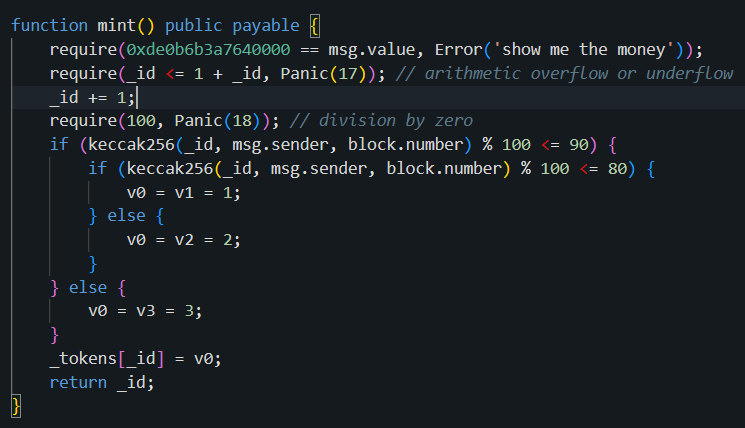 function mint() public payable {
    require(0xde0b6b3a7640000 == msg.value, Error('show me the money'));
    require(_id <= 1 + _id, Panic(17)); // arithmetic overflow or underflow
    _id += 1;
    require(100, Panic(18)); // division by zero
    if (keccak256(_id, msg.sender, block.number) % 100 <= 90) {
        if (keccak256(_id, msg.sender, block.number) % 100 <= 80) {
            v0 = v1 = 1;
        } else {
            v0 = v2 = 2;
        }
    } else {
        v0 = v3 = 3;
    }
    _tokens[_id] = v0;
    return _id;
}